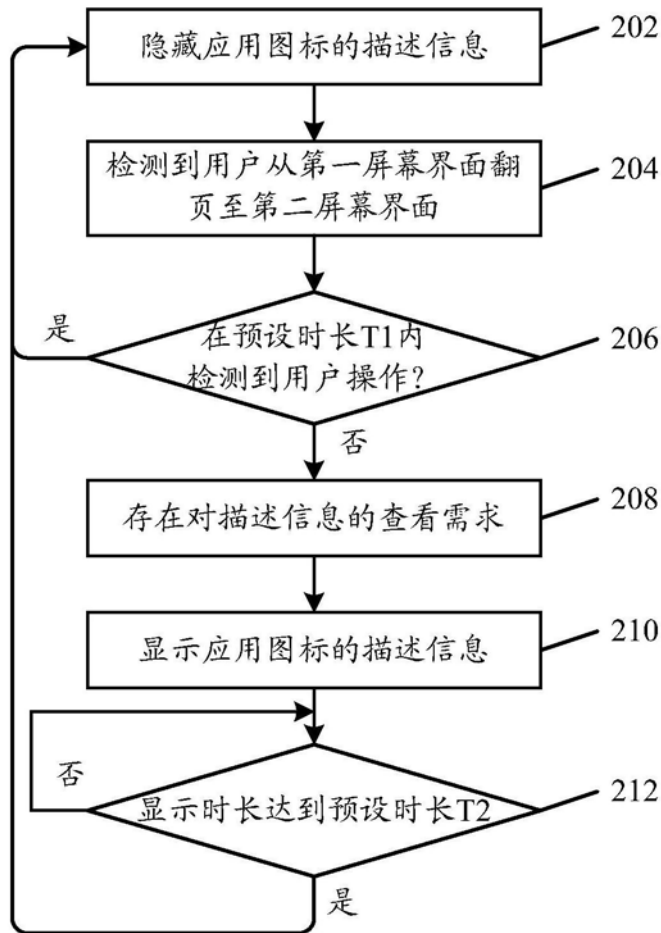 隐藏应用图标的描述信息
202
检测到用户从第一屏幕界面翻
页至第二屏幕界面
204
是
在预设时长T1内
检测到用户操作?
206
否
存在对描述信息的查看需求
208
显示应用图标的描述信息
210
否
显示时长达到预设时长T2
212
是